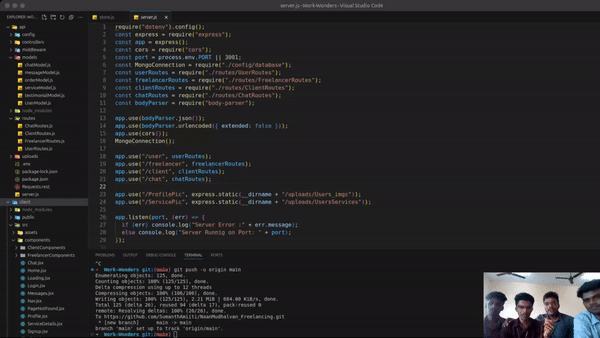 server.js - Work-Wonders - Visual Studio Code
EXPLORER: WO...
store.js
server.js
api
config
controllers
middleware
models
chatModel.js
messageModel.js
orderModel.js
serviceModel.js
testimonialModel.js
UserModel.js
node_modules
routes
ChatRoutes.js
ClientRoutes.js
FreelancerRoutes.js
UserRoutes.js
uploads
.env
package-lock.json
package.json
Requests.rest
server.js
client
node_modules
public
src
assets
components
ClientComponents
FreelancerComponents
Chat.jsx
Home.jsx
Loading.jsx
Login.jsx
Messages.jsx
Nav.jsx
PageNotFound.jsx
Profile.jsx
ServiceDetails.jsx
Signup.jsx
1 require("dotenv").config();
2 const express = require("express");
3 const app = express();
4 const cors = require("cors");
5 const port = process.env.PORT || 3001;
6 const MongoConnection = require("./config/database");
7 const userRoutes = require("./routes/UserRoutes");
8 const freelancerRoutes = require("./routes/FreelancerRoutes");
9 const clientRoutes = require("./routes/ClientRoutes");
10 const chatRoutes = require("./routes/ChatRoutes");
11 const bodyParser = require("body-parser");
12
13 app.use(bodyParser.json());
14 app.use(bodyParser.urlencoded({ extended: false }));
15 app.use(cors());
16 MongoConnection();
17
18 app.use("/user", userRoutes);
19 app.use("/freelancer", freelancerRoutes);
20 app.use("/client", clientRoutes);
21 app.use("/chat", chatRoutes);
22
23 app.use("/ProfilePic", express.static(__dirname + "/uploads/Users_imgs"));
24 app.use("/ServicePic", express.static(__dirname + "/uploads/UsersServices"));
25
26 app.listen(port, (err) => {
27 if (err) console.log("Server Error :" + err.message);
28 else console.log("Server Runnig on Port: " + port);
29 });
PROBLEMS OUTPUT DEBUG CONSOLE TERMINAL
^C
Work-Wonders git:(main) git push -u origin main
Enumerating objects: 125, done.
Counting objects: 100% (125/125), done.
Delta compression using up to 12 threads
Compressing objects: 100% (108/108), done.
Writing objects: 100% (125/125), 2.21 MiB | 684.00 KiB/s, done.
Total 125 (delta 26), reused 94 (delta 17), pack-reused 0
remote: Resolving deltas: 100% (26/26), done.
* [new branch] main -> main
branch 'main' set up to track 'origin/main'.
Work-Wonders git:(main)